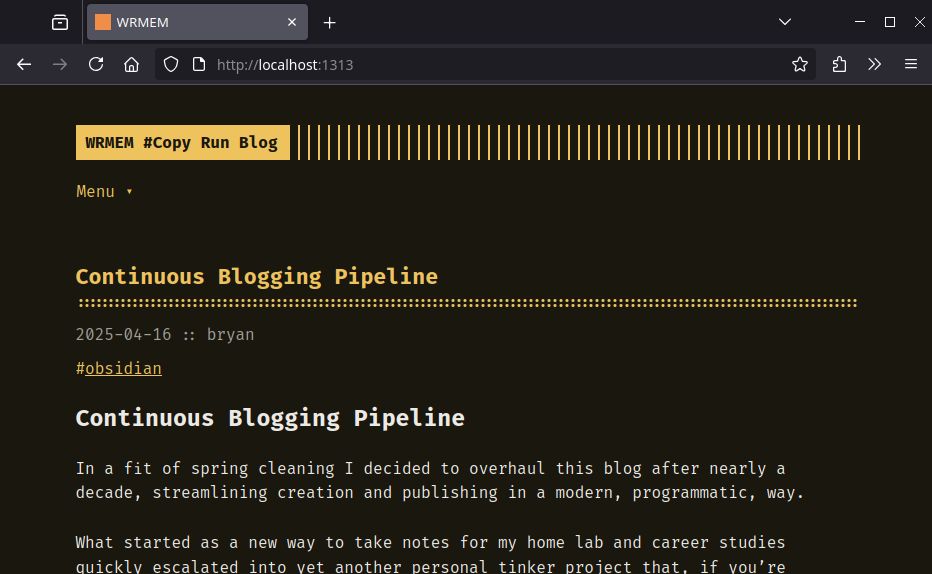 WRMEM
http://localhost:1313
WRMEM #Copy Run Blog
Menu ▾
Continuous Blogging Pipeline
2025-04-16 :: bryan
#obsidian
Continuous Blogging Pipeline
In a fit of spring cleaning I decided to overhaul this blog after nearly a
decade, streamlining creation and publishing in a modern, programmatic, way.
What started as a new way to take notes for my home lab and career studies
quickly escalated into yet another personal tinker project that, if you’re